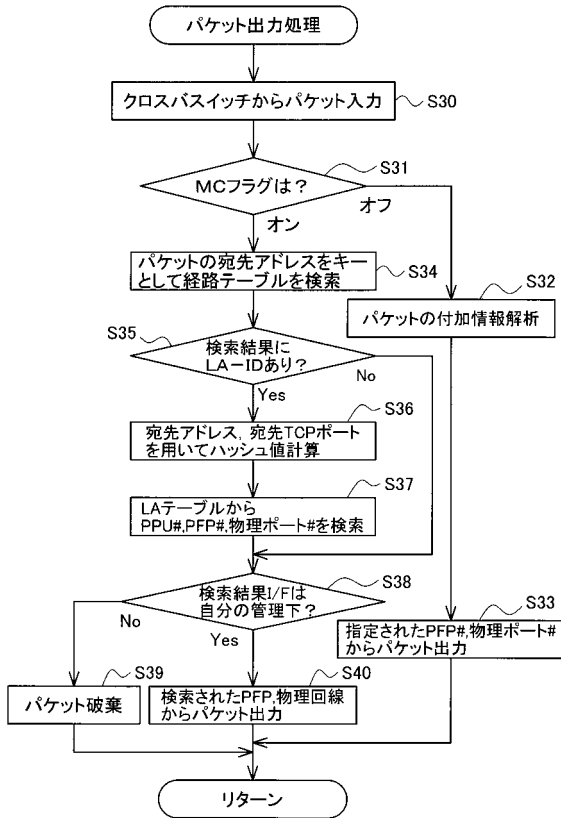 パケット出力処理
クロスバスイッチからパケット入力
S30
MCフラグは？
S31
オン
オフ
パケットの宛先アドレスをキー
として経路テーブルを検索
S34
S32
パケットの付加情報解析
S35
検索結果に
LA－IDあり？
No
Yes
S36
宛先アドレス，宛先TCPポート
を用いてハッシュ値計算
S37
LAテーブルから
PPU#,PFP#,物理ポート#を検索
S38
検索結果I/Fは
自分の管理下？
No
Yes
S33
指定されたPFP#,物理ポート#
からパケット出力
S39
パケット破棄
S40
検索されたPFP,物理回線
からパケット出力
リターン